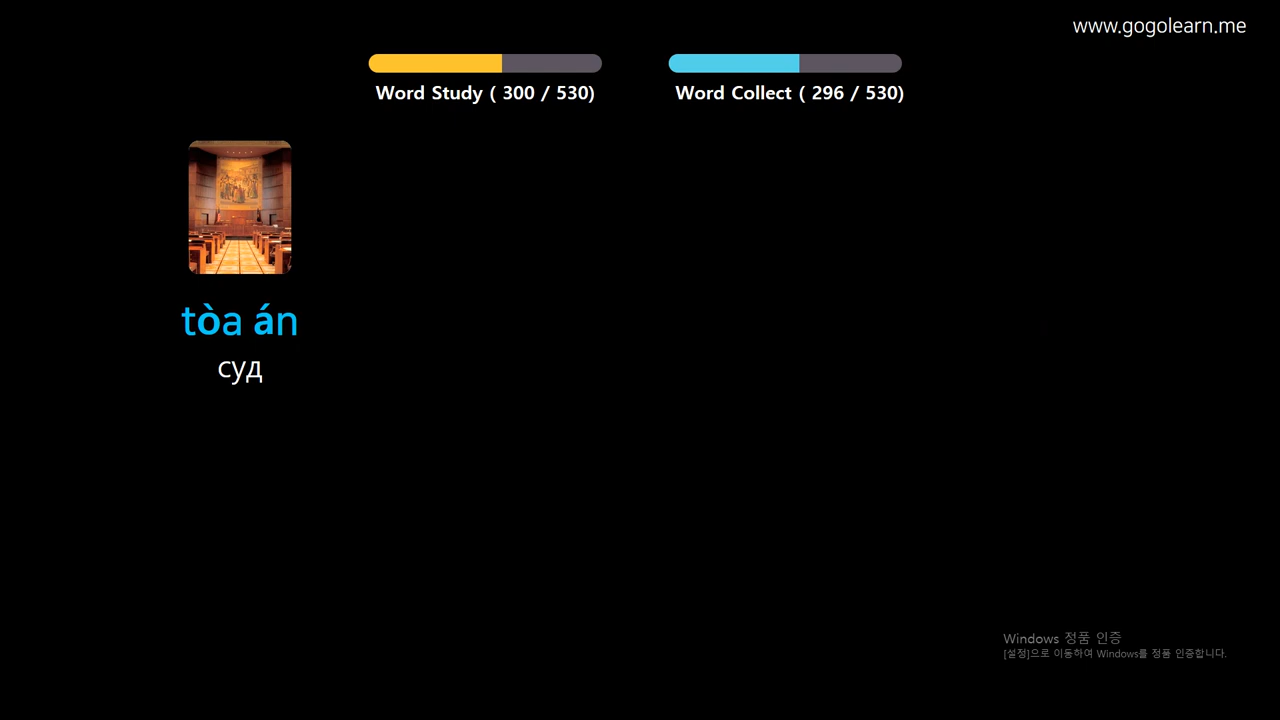 www.gogolearn.me
Word Study ( 300 / 530)
Word Collect ( 296 / 530)
tòa án
суд
Windows 정품 인증
[설정]으로 이동하여 Windows를 정품 인증합니다.